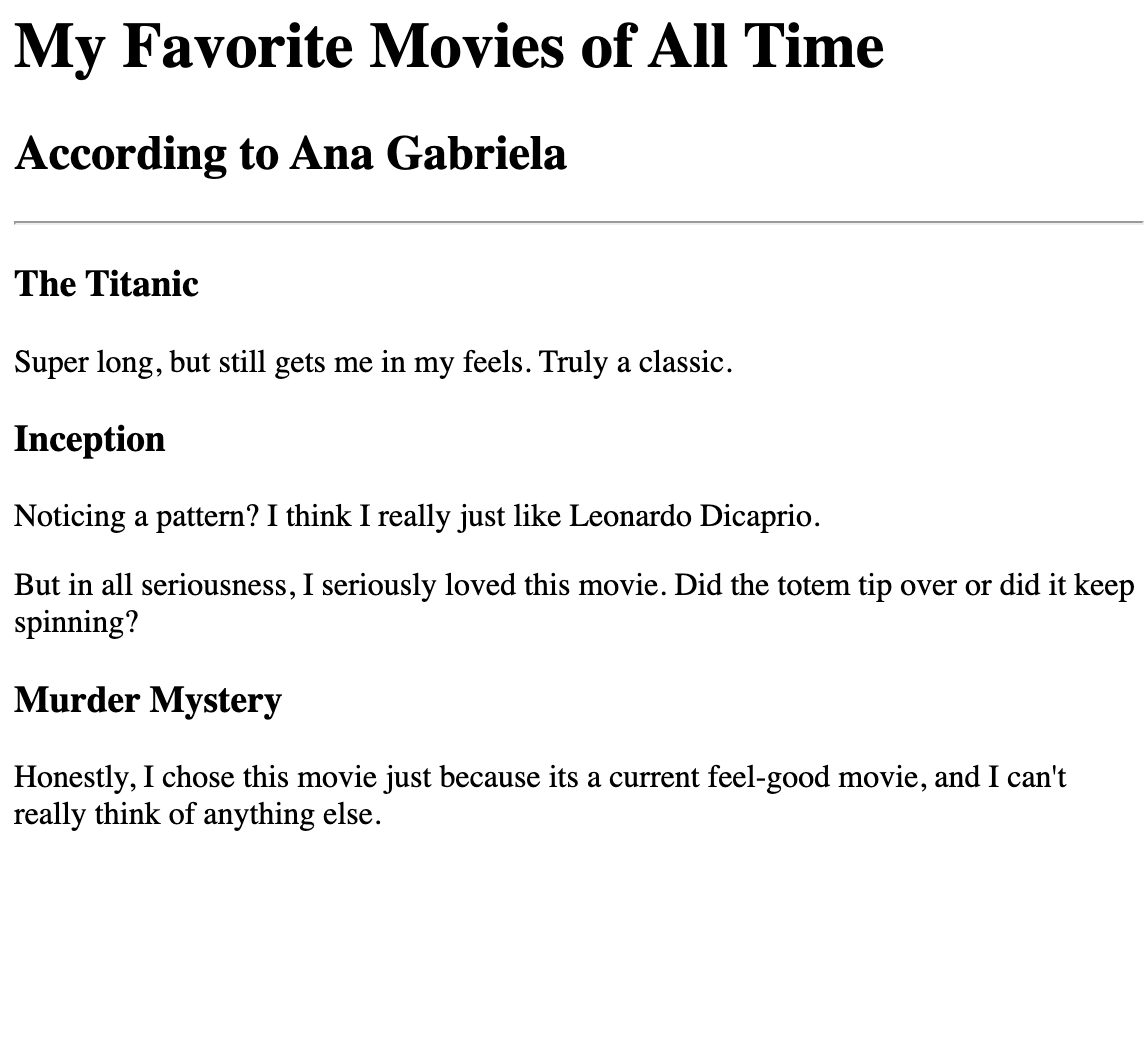 My Favorite Movies of All Time
According to Ana Gabriela
The Titanic
Super long, but still gets me in my feels. Truly a classic.
Inception
Noticing a pattern? I think I really just like Leonardo Dicaprio.
But in all seriousness, I seriously loved this movie. Did the totem tip over or did it keep
spinning?
Murder Mystery
Honestly, I chose this movie just because its a current feel-good movie, and I can't
really think of anything else.